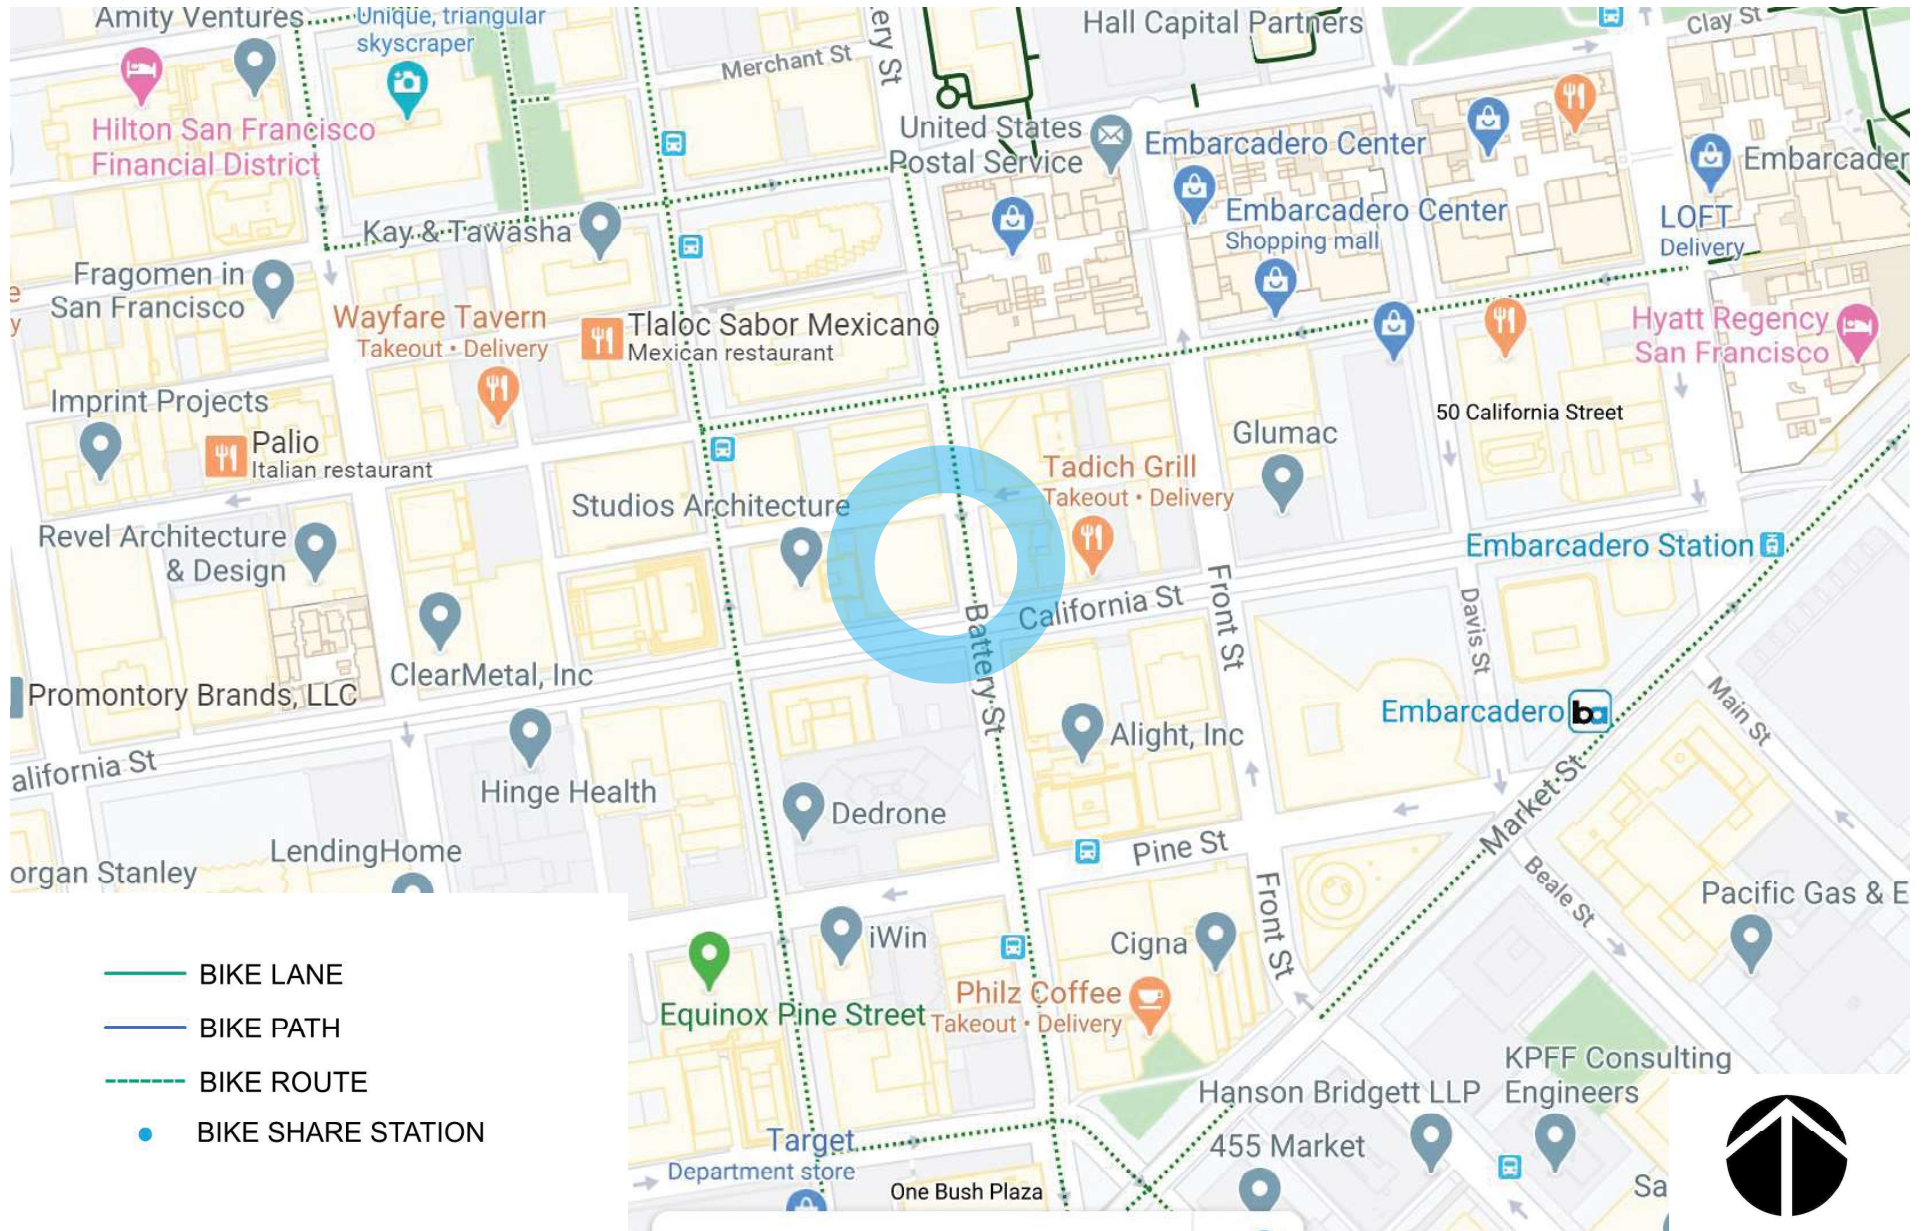 Amity Ventures
Unique, triangular
skyscraper
Merchant St
ery St
Hall Capital Partners
Clay St
Hilton San Francisco
Financial District
United States
Postal Service
Embarcadero Center
Embarcader
Kay & Tawasha
Embarcadero Center
Shopping mall
LOFT
Delivery
Fragomen in
San Francisco
e
y
Wayfare Tavern
Takeout • Delivery
Tlaloc Sabor Mexicano
Mexican restaurant
Hyatt Regency
San Francisco
Imprint Projects
50 California Street
Palio
Italian restaurant
Glumac
Tadich Grill
Takeout • Delivery
Studios Architecture
Revel Architecture
& Design
Embarcadero Station
California St
Front St
Battery St
Davis St
ClearMetal, Inc
Promontory Brands, LLC
Embarcadero
ba
Main St
Alight, Inc
alifornia St
Hinge Health
Dedrone
Market St
Pine St
LendingHome
organ Stanley
Beale St
Pacific Gas & E
Front St
iWin
Cigna
Philz Coffee
Takeout • Delivery
Equinox Pine Street
BIKE LANE
BIKE PATH
BIKE ROUTE
BIKE SHARE STATION
KPFF Consulting
Engineers
Hanson Bridgett LLP
455 Market
Target
Department store
One Bush Plaza
Sa